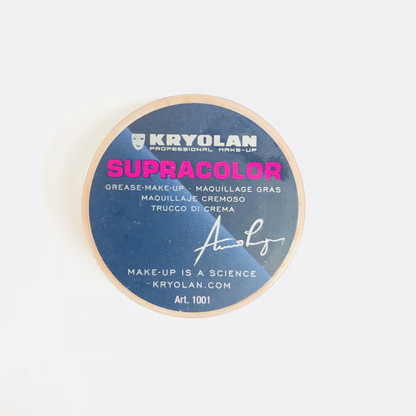 KRYOLAN
PROFESSIONAL MAKE-UP
SUPRACOLOR
GREASE-MAKE-UP · MAQUILLAGE GRAS
MAQUILLAJE CREMOSO
TRUCCO DI CREMA
MAKE-UP IS A SCIENCE
KRYOLAN.COM
Art. 1001